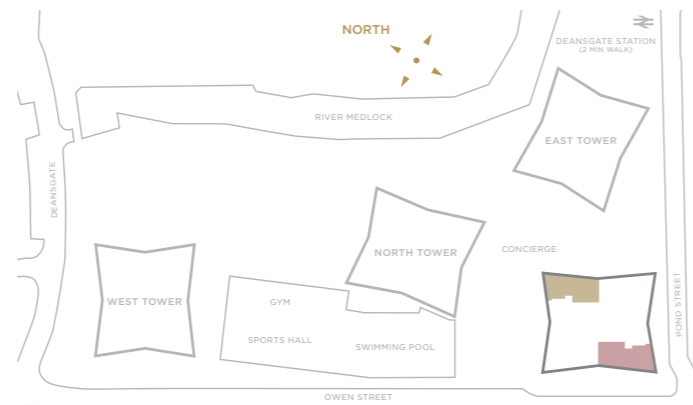 NORTH
DEANSGATE STATION
(2 MIN WALK)
RIVER MEDLOCK
EAST TOWER
DEANSGATE
CONCIERGE
NORTH TOWER
WEST TOWER
GYM
POND STREET
SPORTS HALL
SWIMMING POOL
OWEN STREET